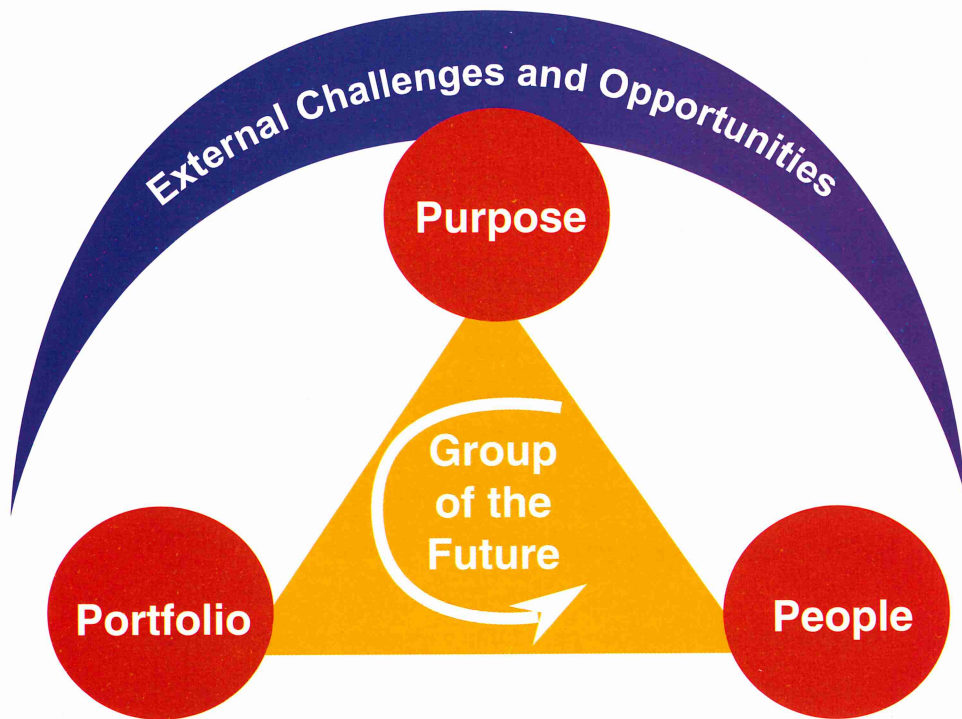 External Challenges and Opportunities
Purpose
Group
of the
Future
Portfolio
People